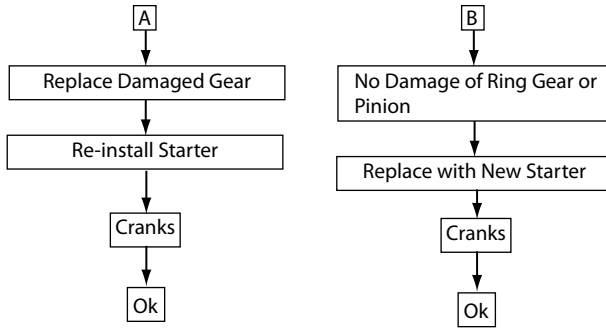 A
Replace Damaged Gear
Re-install Starter
Cranks
Ok
B
No Damage of Ring Gear or
Pinion
Replace with New Starter
Cranks
Ok